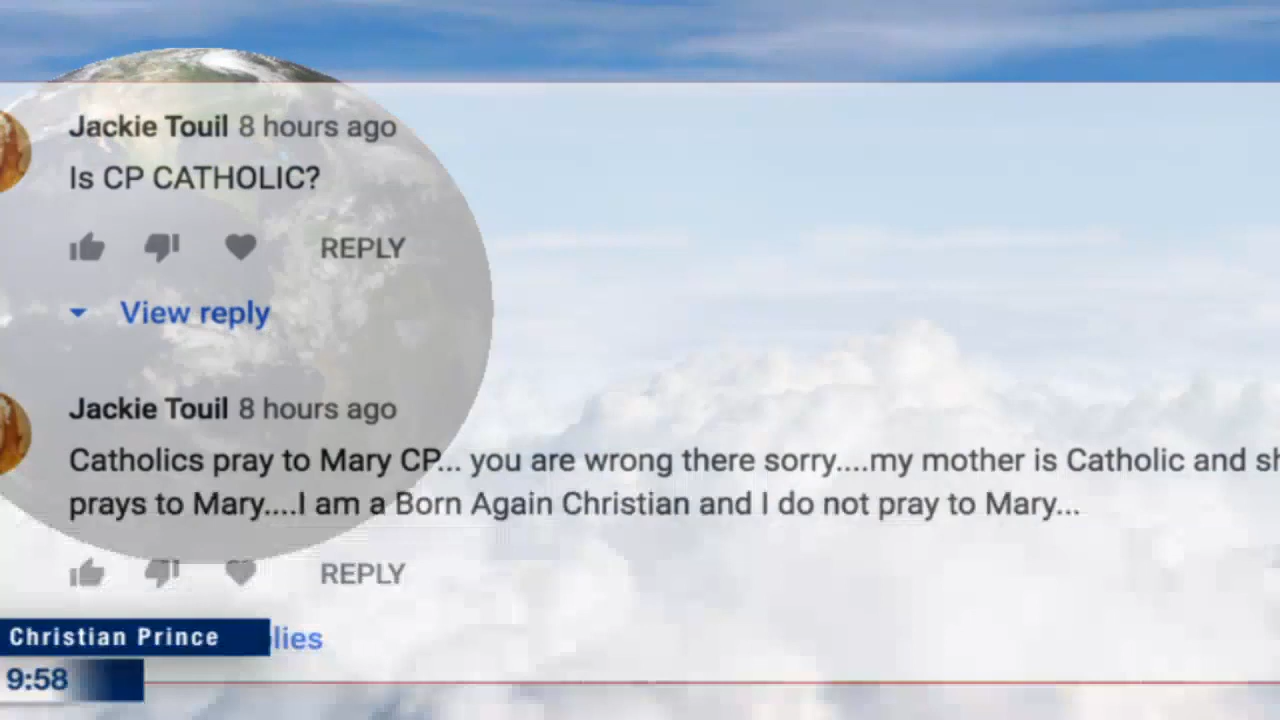 Jackie Touil 8 hours ago
Is CP CATHOLIC?
REPLY
View reply
Jackie Touil 8 hours ago
Catholics pray to Mary CP... you are wrong there sorry....my mother is Catholic and sh
prays to Mary....I am a Born Again Christian and I do not pray to Mary...
REPLY
Christian Prince
lies
9:58